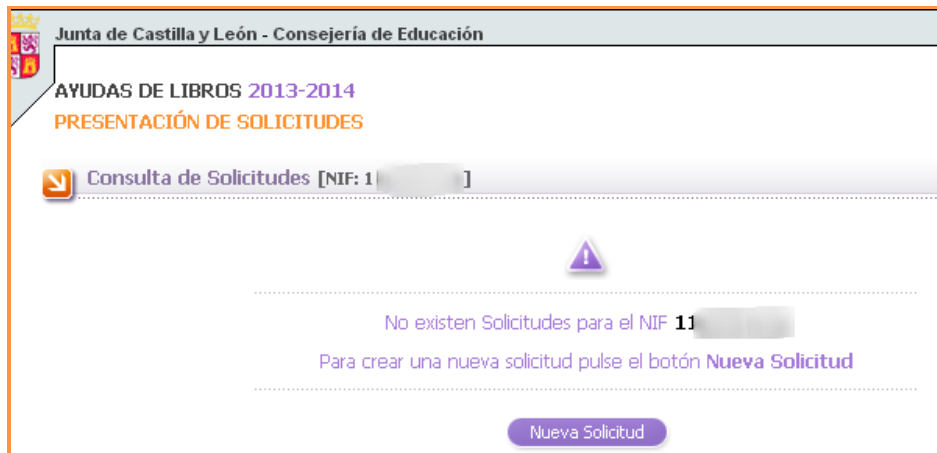 Junta de Castilla y León - Consejería de Educación
AYUDAS DE LIBROS 2013-2014
PRESENTACIÓN DE SOLICITUDES
Consulta de Solicitudes [NIF: 1 ]
No existen Solicitudes para el NIF 11
Para crear una nueva solicitud pulse el botón Nueva Solicitud
Nueva Solicitud